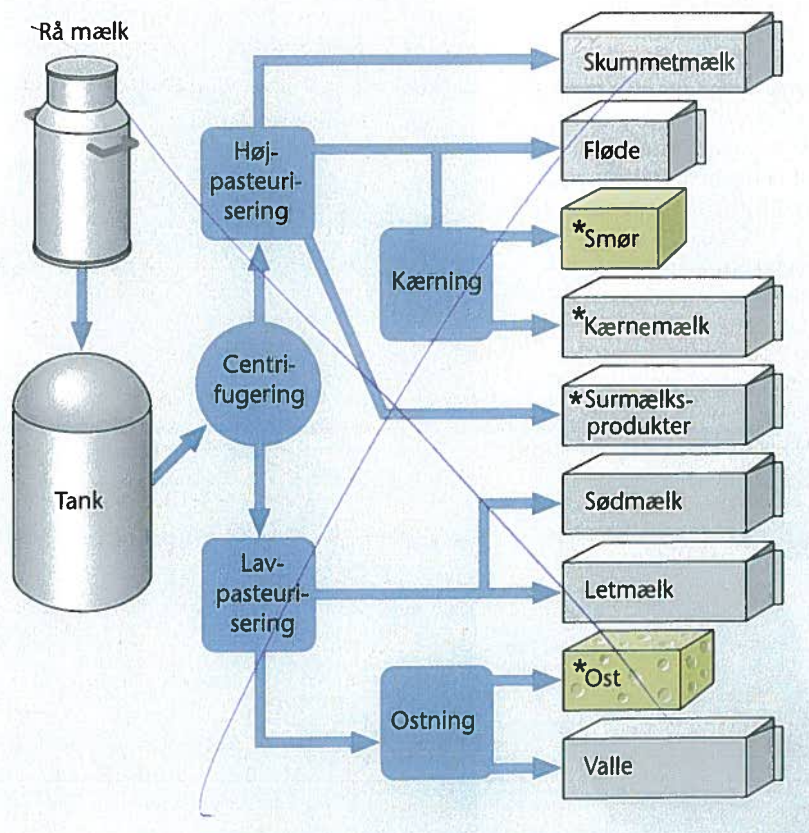 Rå mælk
Tank
Centri-
fugering
Høj-
pasteuri-
sering
Lav-
pasteuri-
sering
Kærning
Ostning
Skummetmælk
Fløde
*Smør
*Kærnemælk
*Surmælks-
produkter
Sødmælk
Letmælk
*Ost
Valle